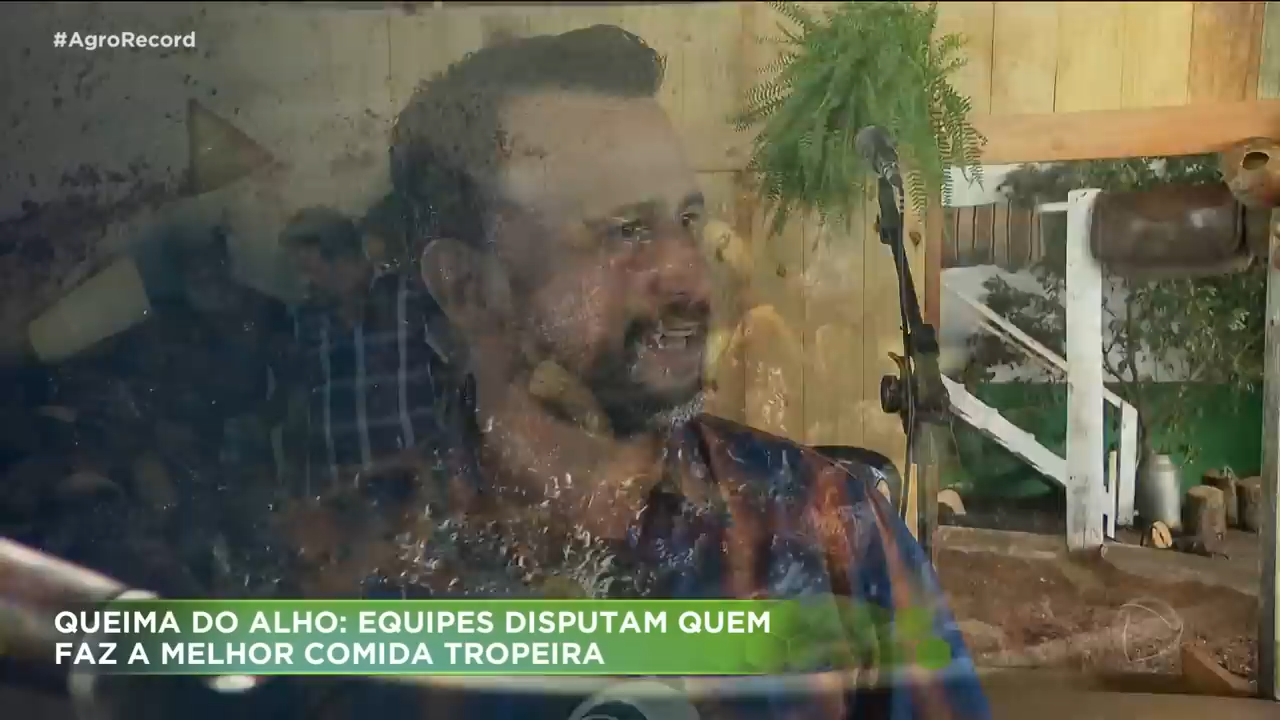 #AgroRecord
QUEIMA DO ALHO: EQUIPES DISPUTAM QUEM
FAZ A MELHOR COMIDA TROPEIRA